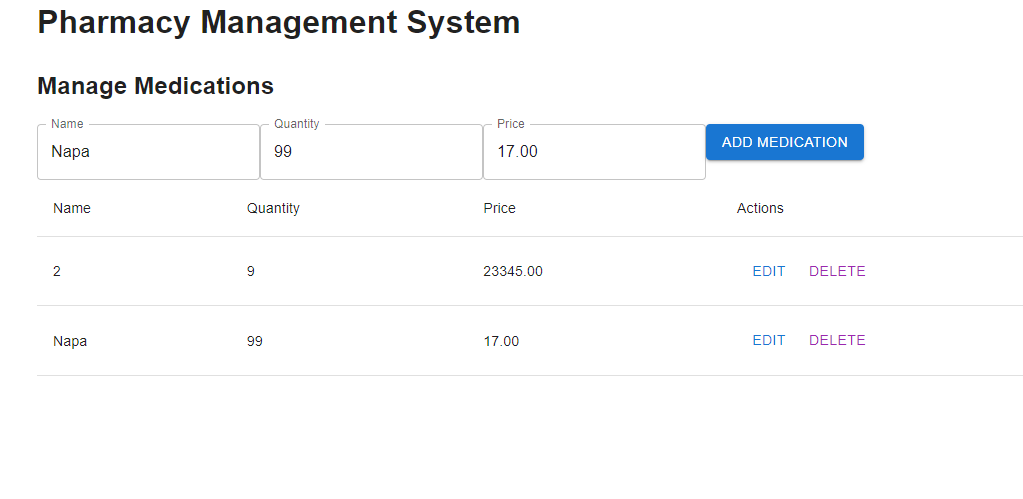 Pharmacy Management System
Manage Medications
Name Quantity Price
Napa 99 17.00 ADD MEDICATION
Name Quantity Price Actions
2 9 23345.00 EDIT DELETE
Napa 99 17.00 EDIT DELETE